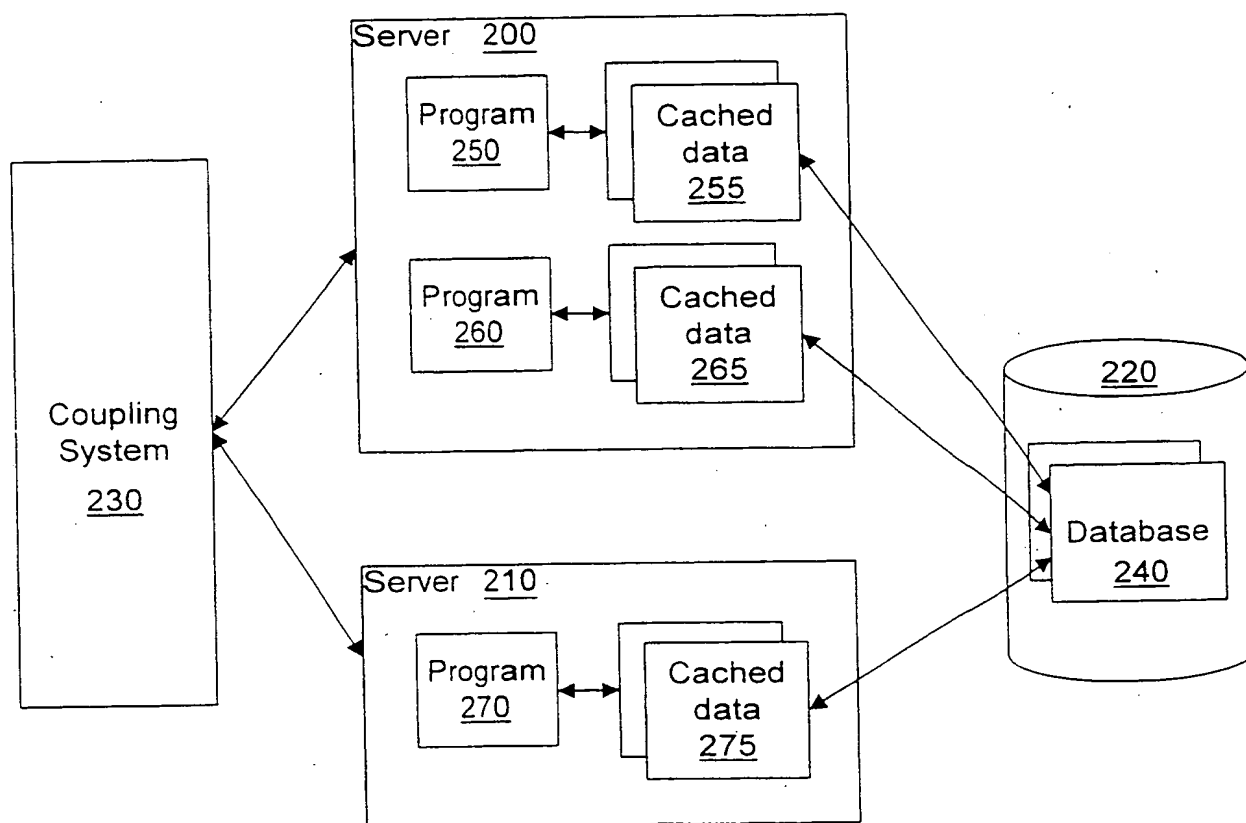 Server 200
Program
250
Cached
data
255
Program
260
Cached
data
265
Coupling
System
230
220
Database
240
Server 210
Program
270
Cached
data
275